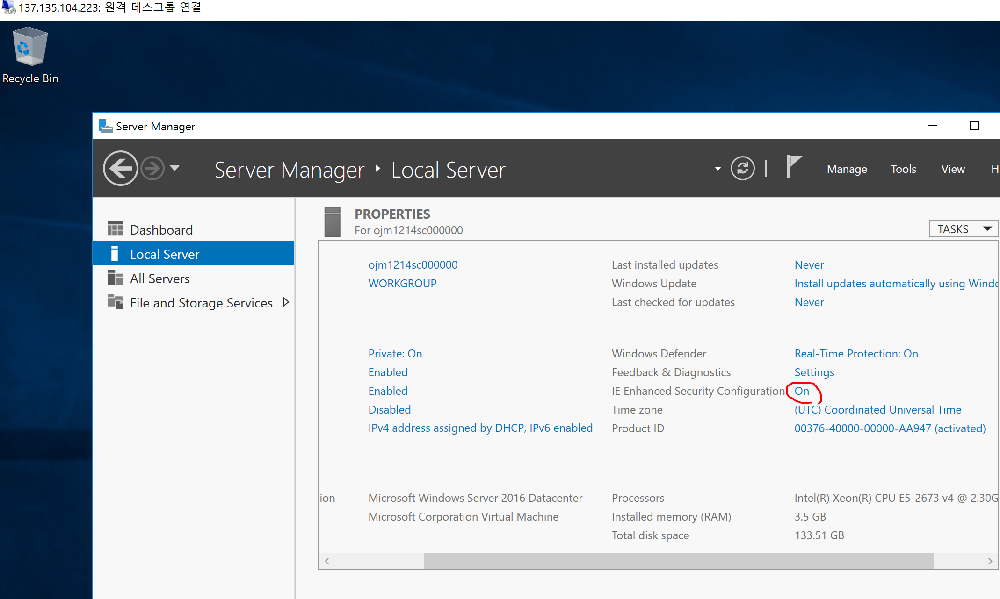 137.135.104.223: 원격 데스크톱 연결
Recycle Bin
Server Manager
Server Manager Local Server
Manage Tools View
Dashboard
Local Server
All Servers
File and Storage Services
PROPERTIES
For ojm1214sc000000
TASKS
ojm1214sc000000 Last installed updates Never
WORKGROUP Windows Update Install updates automatically using Windo
Last checked for updates Never
Private: On Windows Defender Real-Time Protection: On
Enabled Feedback & Diagnostics Settings
Enabled IE Enhanced Security Configuration On
Disabled Time zone (UTC) Coordinated Universal Time
IPv4 address assigned by DHCP, IPv6 enabled Product ID 00376-40000-00000-AA947 (activated)
ion Microsoft Windows Server 2016 Datacenter Processors Intel(R) Xeon(R) CPU E5-2673 v4 @ 2.30G
Microsoft Corporation Virtual Machine Installed memory (RAM) 3.5 GB
Total disk space 133.51 GB